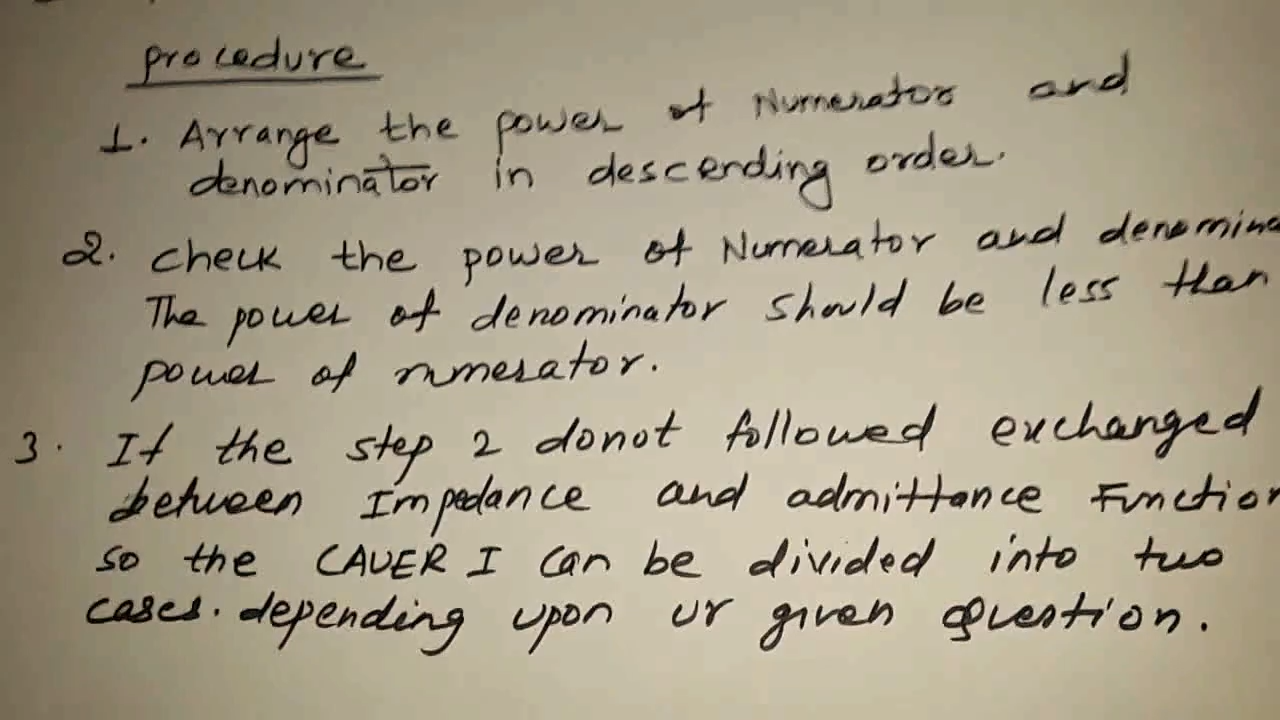 procedure
1. Arrange the power of Numerator and
denominator in descending order.
2. check the power of Numerator and denomina
The power of denominator should be less than
power of numerator.
3. If the step 2 donot followed exchanged
between Impedance and admittance Function
so the CAUER I can be divided into two
cases. depending upon ur given question.